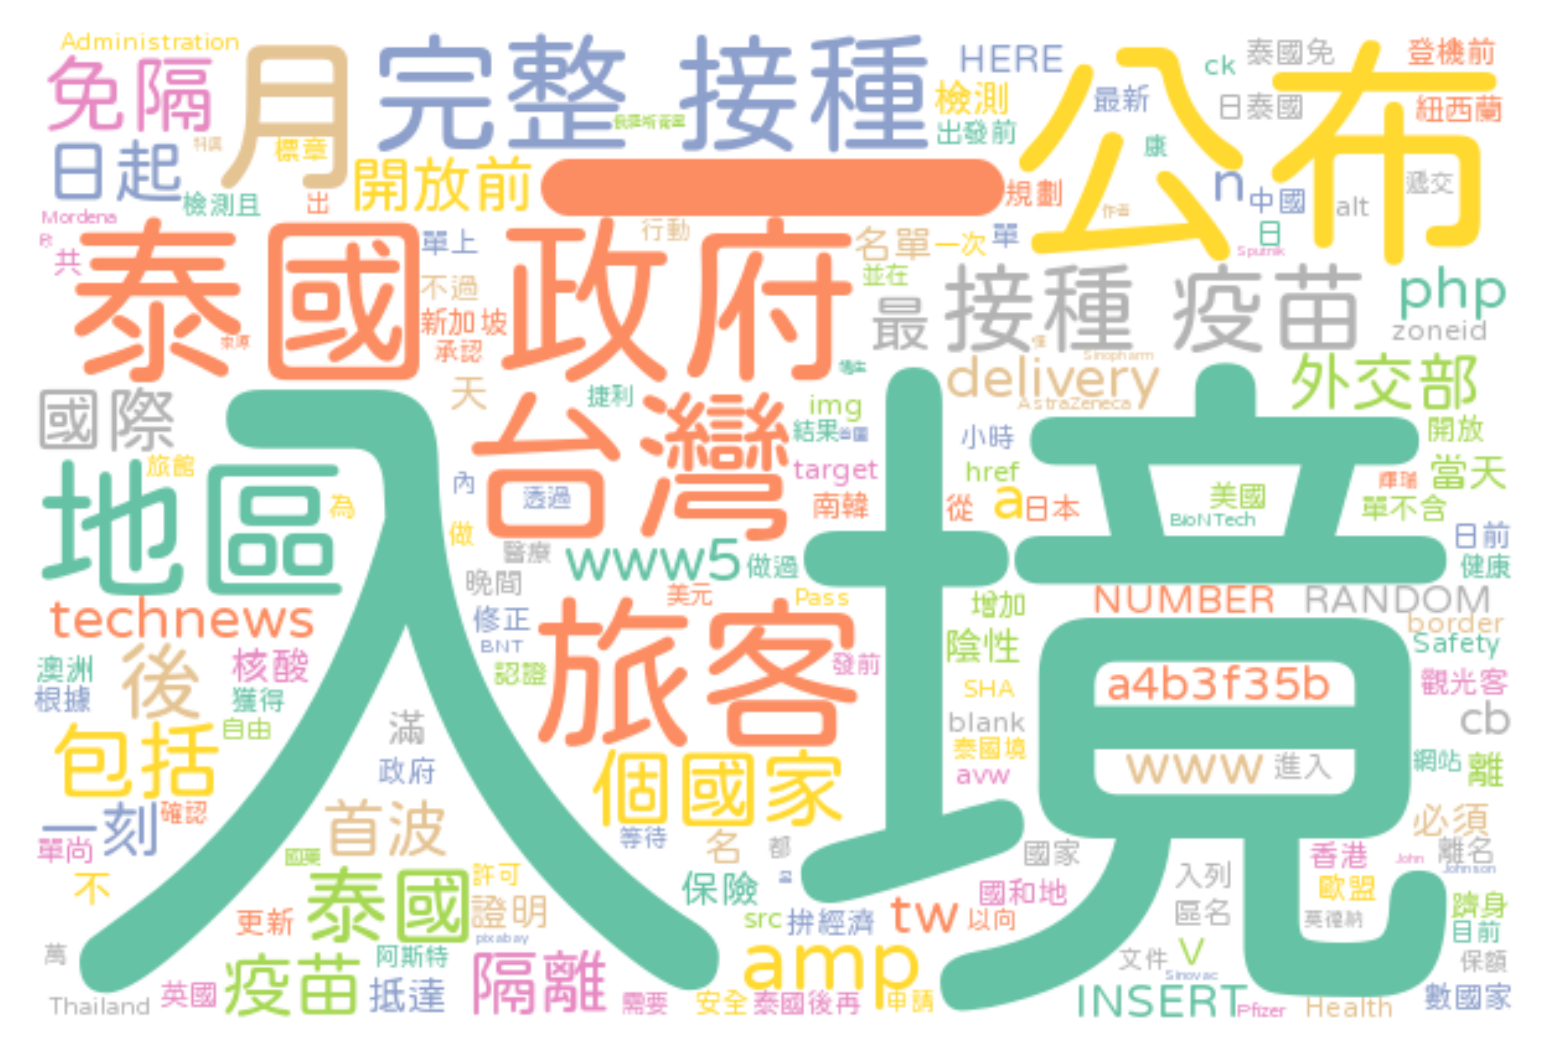 Administration
免隔
月
完整 接種
HERE
檢測
公布
ck
泰國免
登機前
最新
日泰國
紐西蘭
出發前
標章
日起
開放前
一
規劃
康
n
中國
遞交
alt
日
檢測且
出
Mordena
共
泰國 政府
單上
行動
名單
一次
單
Sputnik
並在
不過
新加坡
承認
最
接種 疫苗
php
zoneid
Sinopharm
delivery
AstraZeneca
外交部
國際
天
捷利
img
台灣
結果
小時
開放
入境
地區
旅館
為
內
透過
target
href
南韓
從
a
日本
美國
BioNTech
輝瑞
當天
單不含
做
醫療
www5
做過
日前
健康
晚間
美元
Pass
增加
NUMBER
RANDOM
border
technews
修正
BNT
旅客
陰性
Safety
澳洲
後
核酸
認證
發前
SHA
a4b3f35b
觀光客
根據
獲得
blank
cb
自由
滿
包括
政府
個國家
泰國境
avw
www
進入
網站
離
一刻
確認
首波
等待
名
都
必須
單尚
國家
香港
John
離名
Johnson
不
泰國
許可
保險
國和地
入列
歐盟
更新
證明
src
拚經濟
tw
以向
區名
英德納
躋身
目前
pixabay
萬
阿斯特
amp
文件
V
Sinovac
保額
Thailand
英國
疫苗
抵達
隔離
需要
安全
泰國後再
申請
INSERT
Pfizer
Health
數國家